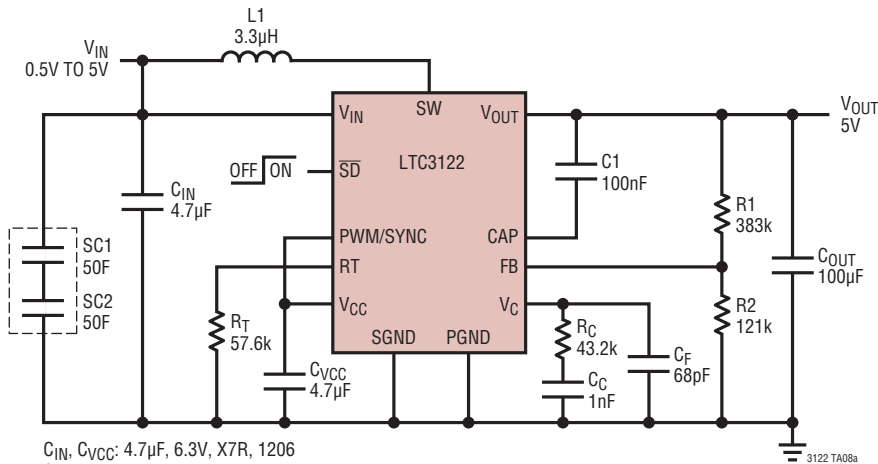 L1
3.3µH
VIN
0.5V TO 5V
VOUT
5V
VIN
SW
VOUT
LTC3122
OFF ON
SD
C1
100nF
CIN
4.7µF
R1
383k
PWM/SYNC
CAP
SC1
50F
RT
FB
COUT
100µF
SC2
50F
VCC
VC
R2
121k
RT
57.6k
SGND
PGND
RC
43.2k
CF
68pF
CVCC
4.7µF
CC
1nF
CIN, CVCC: 4.7µF, 6.3V, X7R, 1206
3122 TA08a